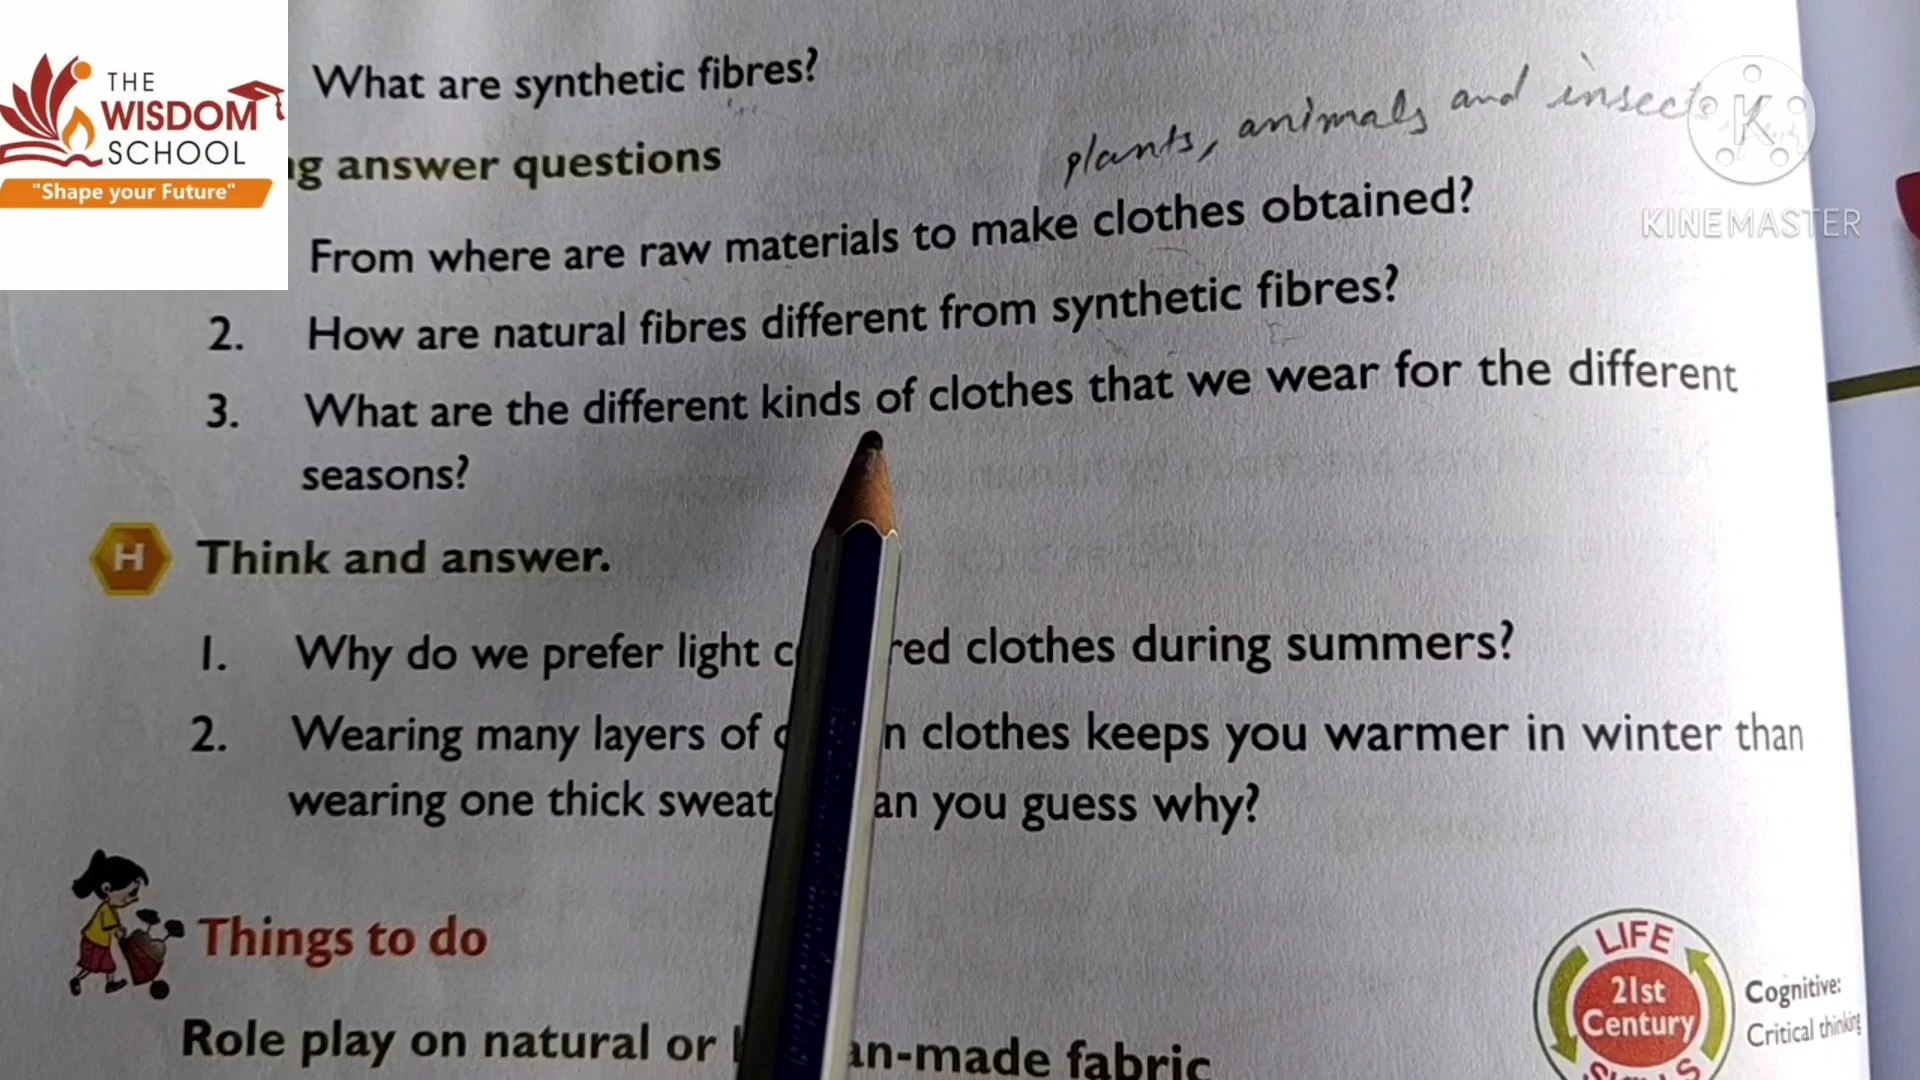 THE
WISDOM
SCHOOL
"Shape your Future"
What are synthetic fibres?
plants, animals and insects
K
KINEMASTER
answer questions
From where are raw materials to make clothes obtained?
2. How are natural fibres different from synthetic fibres?
3. What are the different kinds of clothes that we wear for the different
seasons?
H Think and answer.
1. Why do we prefer light clothes during summers?
2. Wearing many layers of clothes keeps you warmer in winter than
wearing one thick you guess why?
Things to do
Role play on natural or fabric
LIFE
21st
Century
SKILLS
Cognitive:
Critical thinking